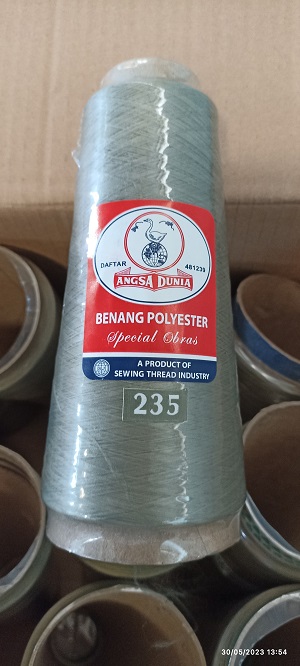 DAFTAR 481239
ANGSA DUNIA
BENANG POLYESTER
Special Obras
A PRODUCT OF
SEWING THREAD INDUSTRY
235
30/05/2023 13:54